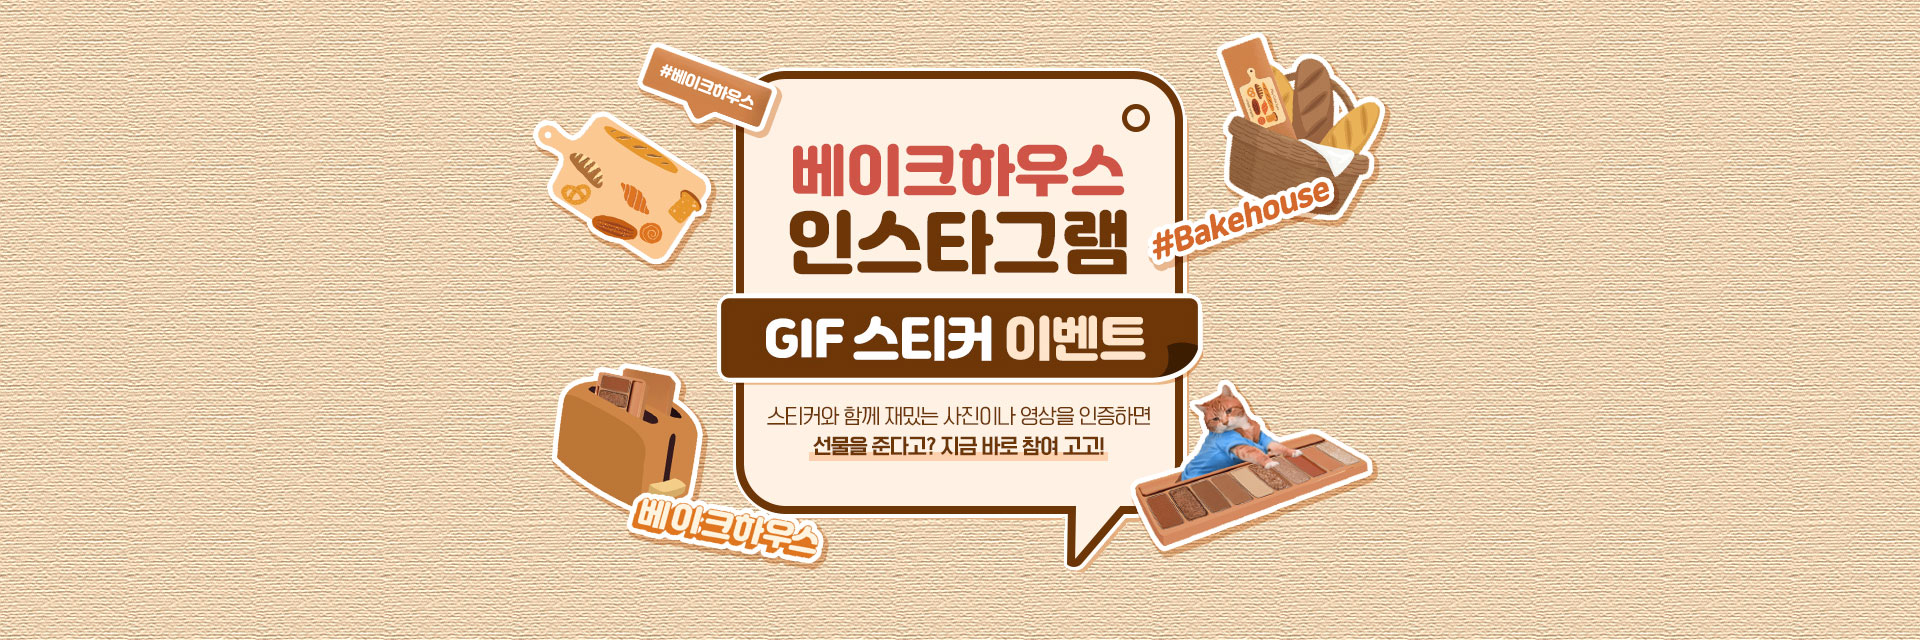 #베이크하우스
베이크하우스
인스타그램
GIF 스티커 이벤트
스티커와 함께 재밌는 사진이나 영상을 인증하면
선물을 준다고? 지금 바로 참여 고고!
#Bakehouse
베이크하우스